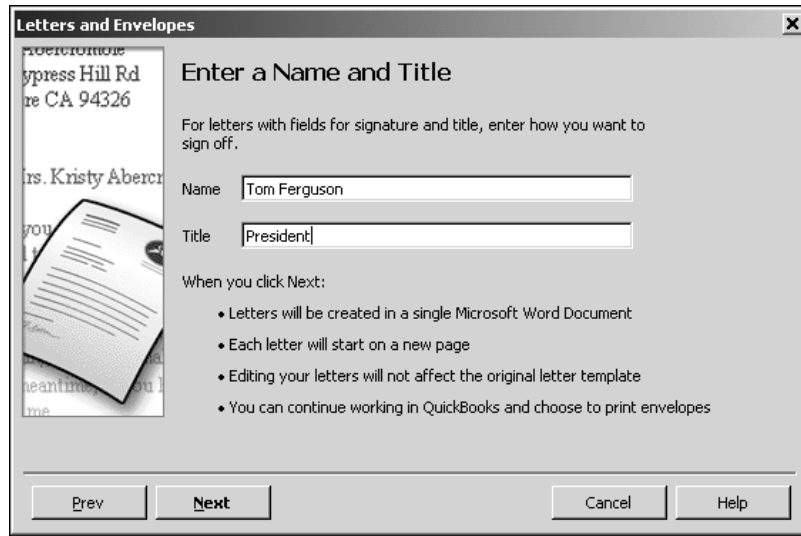 Letters and Envelopes
ypress Hill Rd
re CA 94326
rs. Kristy Abercr
you
Enter a Name and Title
For letters with fields for signature and title, enter how you want to
sign off.
Name Tom Ferguson
Title President
When you click Next:
• Letters will be created in a single Microsoft Word Document
• Each letter will start on a new page
• Editing your letters will not affect the original letter template
• You can continue working in QuickBooks and choose to print envelopes
Prev Next Cancel Help